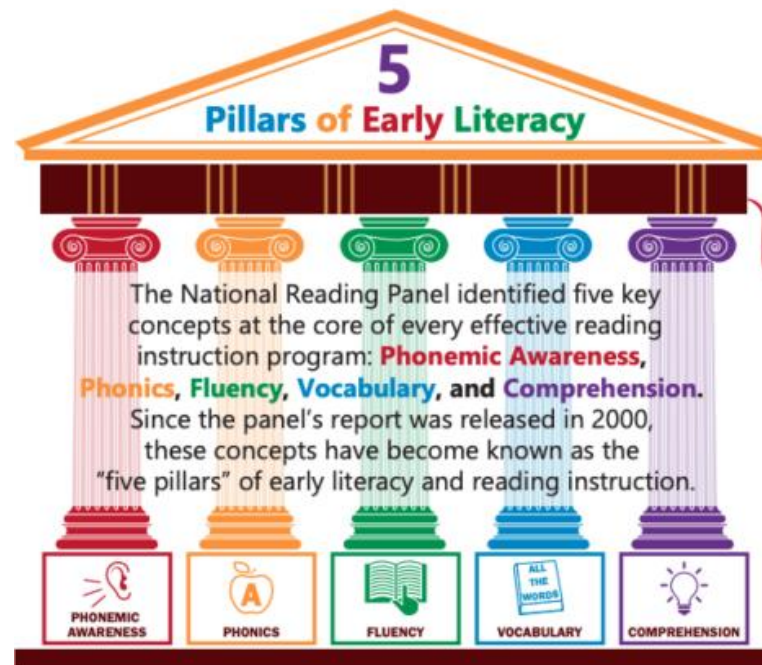 5
Pillars of Early Literacy
The National Reading Panel identified five key
concepts at the core of every effective reading
instruction program: Phonemic Awareness,
Phonics, Fluency, Vocabulary, and Comprehension.
Since the panel's report was released in 2000,
these concepts have become known as the
“five pillars” of early literacy and reading instruction.
PHONEMIC
AWARENESS
A
PHONICS
FLUENCY
ALL
THE
WORDS
VOCABULARY
COMPREHENSION